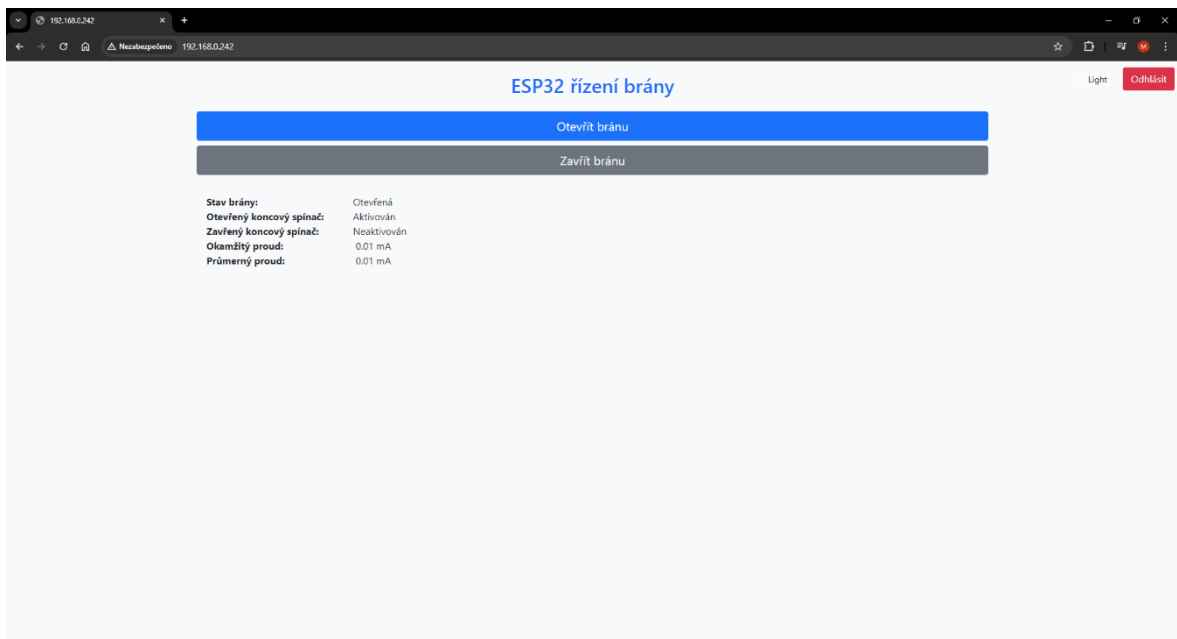 192.168.0.242
Nezabezpečeno 192.168.0.242 M
ESP32 řízení brány
Light Odhlásit
Otevřít bránu
Zavřít bránu
Stav brány: Otevřená
Otevřený koncový spínač: Aktivován
Zavřený koncový spínač: Neaktivován
Okamžitý proud: 0.01 mA
Průmerný proud: 0.01 mA